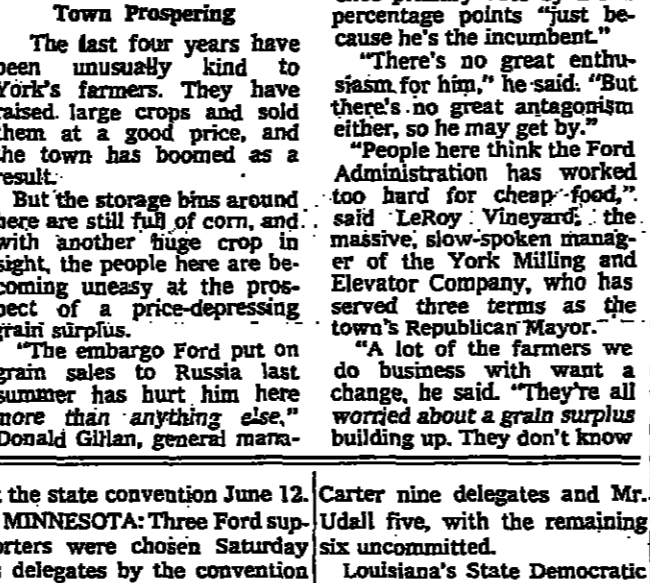 Town Prospering
The last four years have
been unusually kind to
York's farmers. They have
raised large crops and sold
them at a good price, and
the town has boomed as a
result.
But the storage bins around
here are still full of corn, and
with another huge crop in
sight, the people here are be-
coming uneasy at the pros-
pect of a price-depressing
grain surplus.
"The embargo Ford put on
grain sales to Russia last
summer has hurt him here
more than anything else,"
Donald Gillan, general mana-
percentage points "just be-
cause he's the incumbent."
"There's no great enthu-
siasm for him," he said. "But
there's no great antagonism
either, so he may get by."
"People here think the Ford
Administration has worked
too hard for cheap food,"
said LeRoy Vineyard, the
massive, slow-spoken manag-
er of the York Milling and
Elevator Company, who has
served three terms as the
town's Republican Mayor.
"A lot of the farmers we
do business with want a
change, he said. "They're all
worried about a grain surplus
building up. They don't know
the state convention June 12.
MINNESOTA: Three Ford sup-
porters were chosen Saturday
delegates by the convention
Carter nine delegates and Mr.
Udall five, with the remaining
six uncommitted.
Louisiana's State Democratic